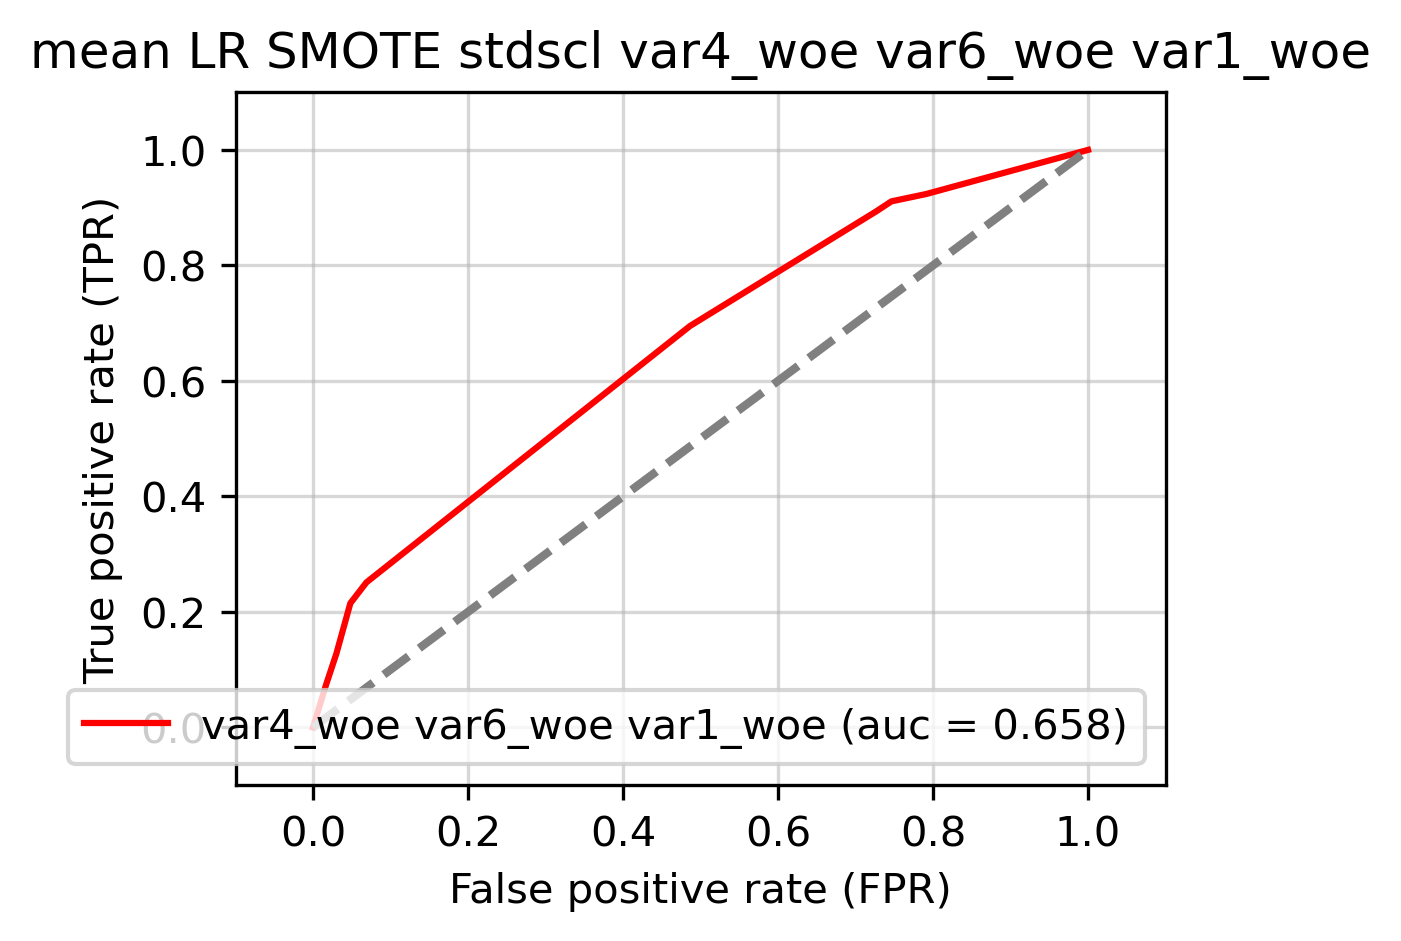 mean LR SMOTE stdscl var4_woe var6_woe var1_woe
True positive rate (TPR)
1.0
0.8
0.6
0.4
0.2
0.0
var4_woe var6_woe var1_woe (auc = 0.658)
0.0 0.2 0.4 0.6 0.8 1.0
False positive rate (FPR)